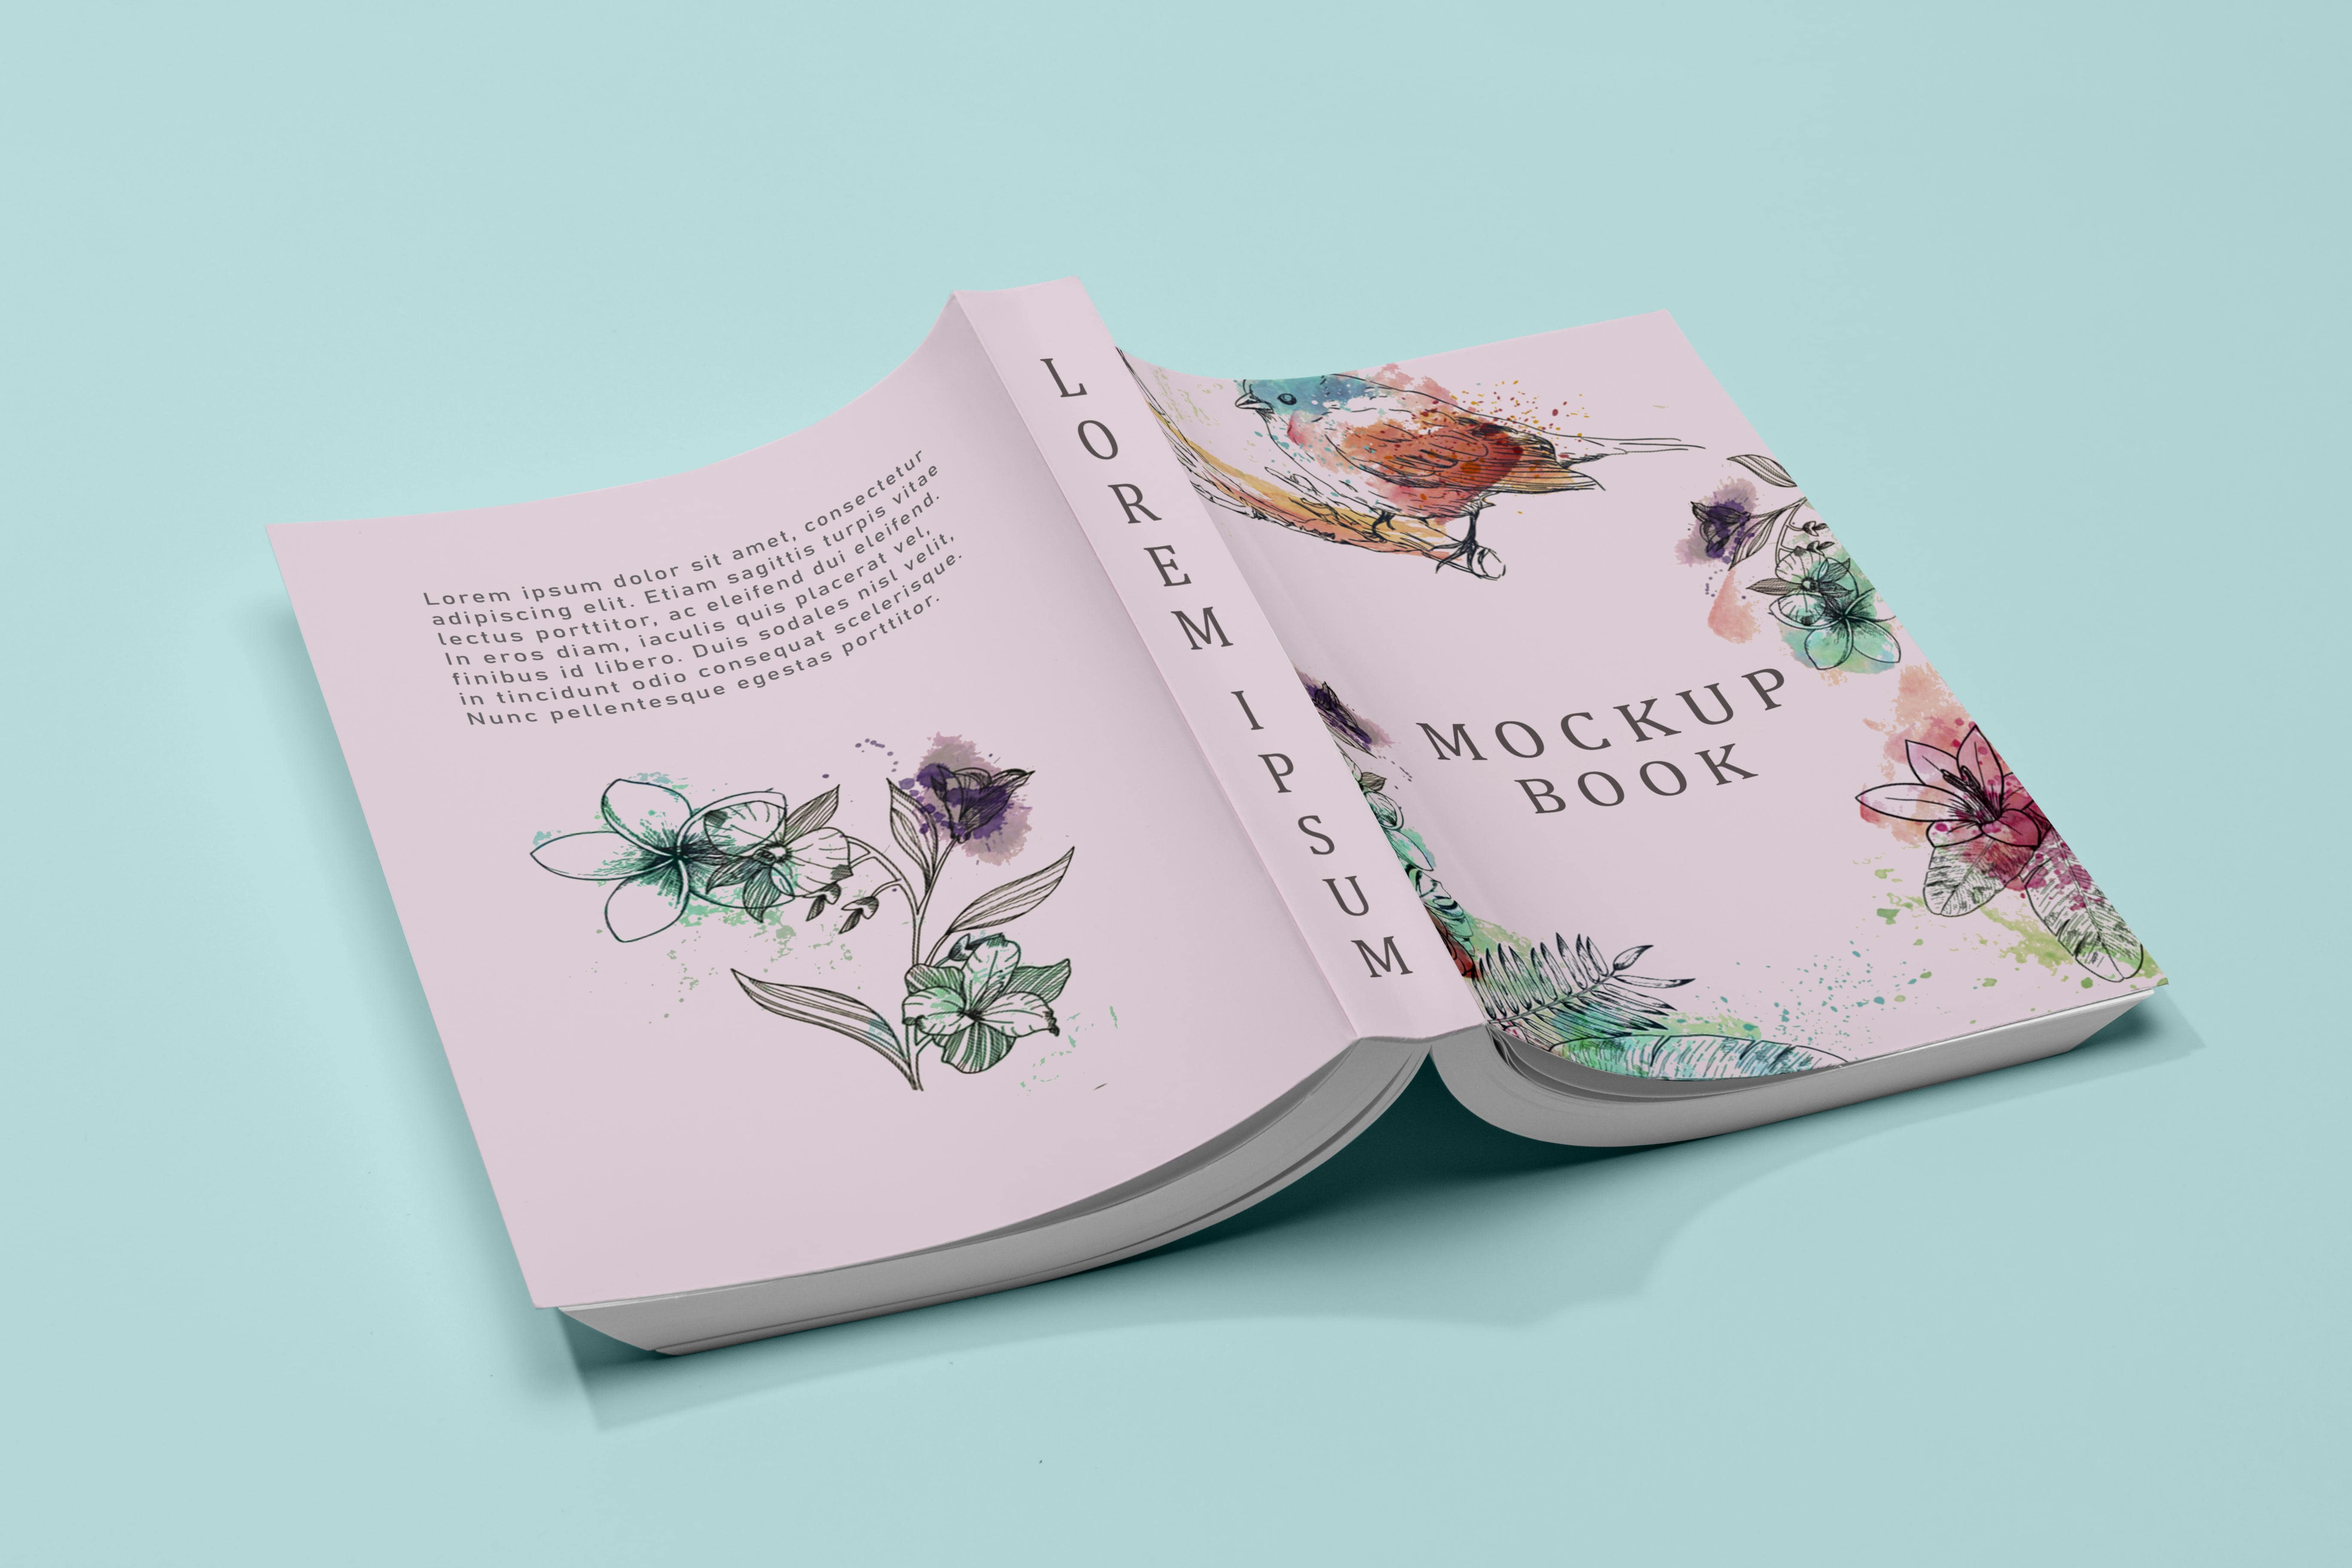 Lorem ipsum dolor sit amet, consectetur
adipiscing elit. Etiam sagittis turpis vitae
lectus porttitor, ac eleifend dui eleifend.
In eros diam, iaculis quis placerat vel,
finibus id libero. Duis sodales nisl velit,
in tincidunt odio consequat scelerisque.
Nunc pellentesque egestas porttitor.
LOREM IPSUM
MOCKUP
BOOK